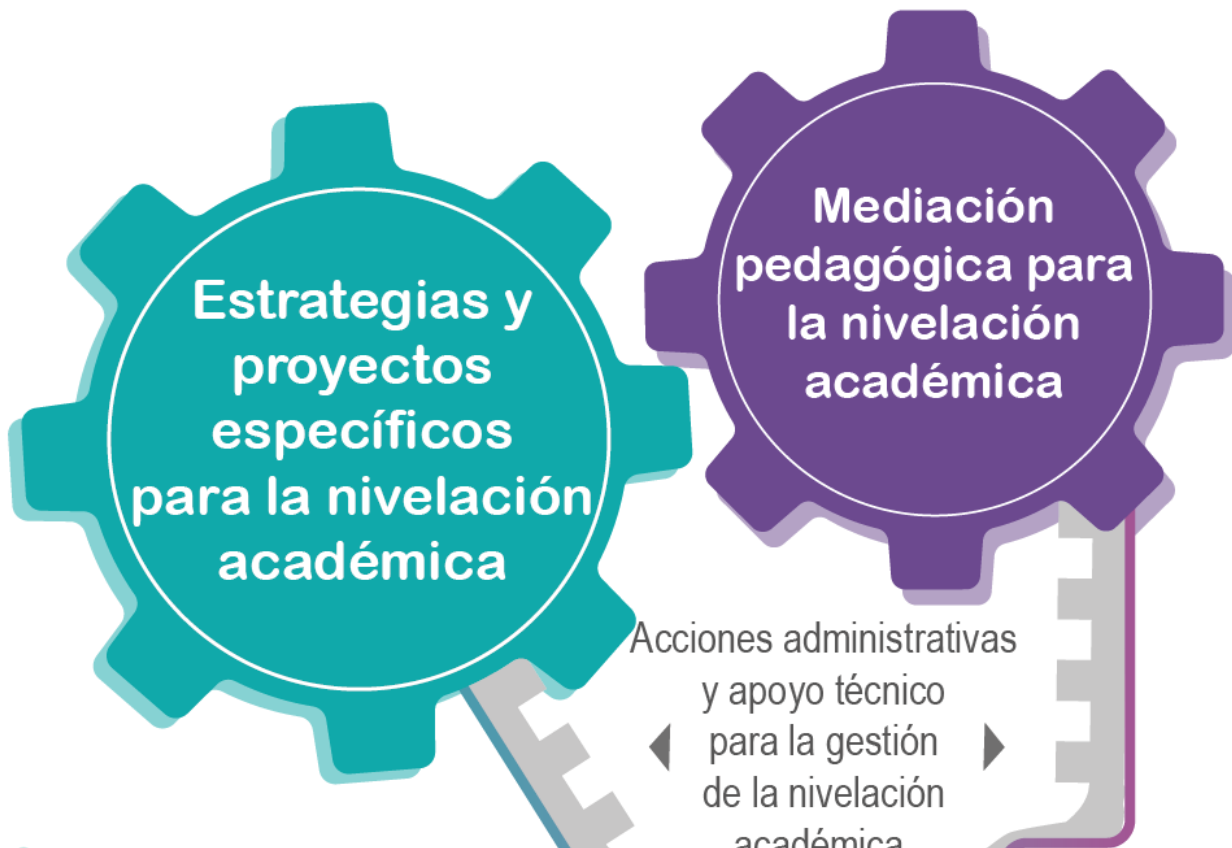 Estrategias y
proyectos
específicos
para la nivelación
académica
Mediación
pedagógica para
la nivelación
académica
Acciones administrativas
y apoyo técnico
para la gestión
de la nivelación
académica